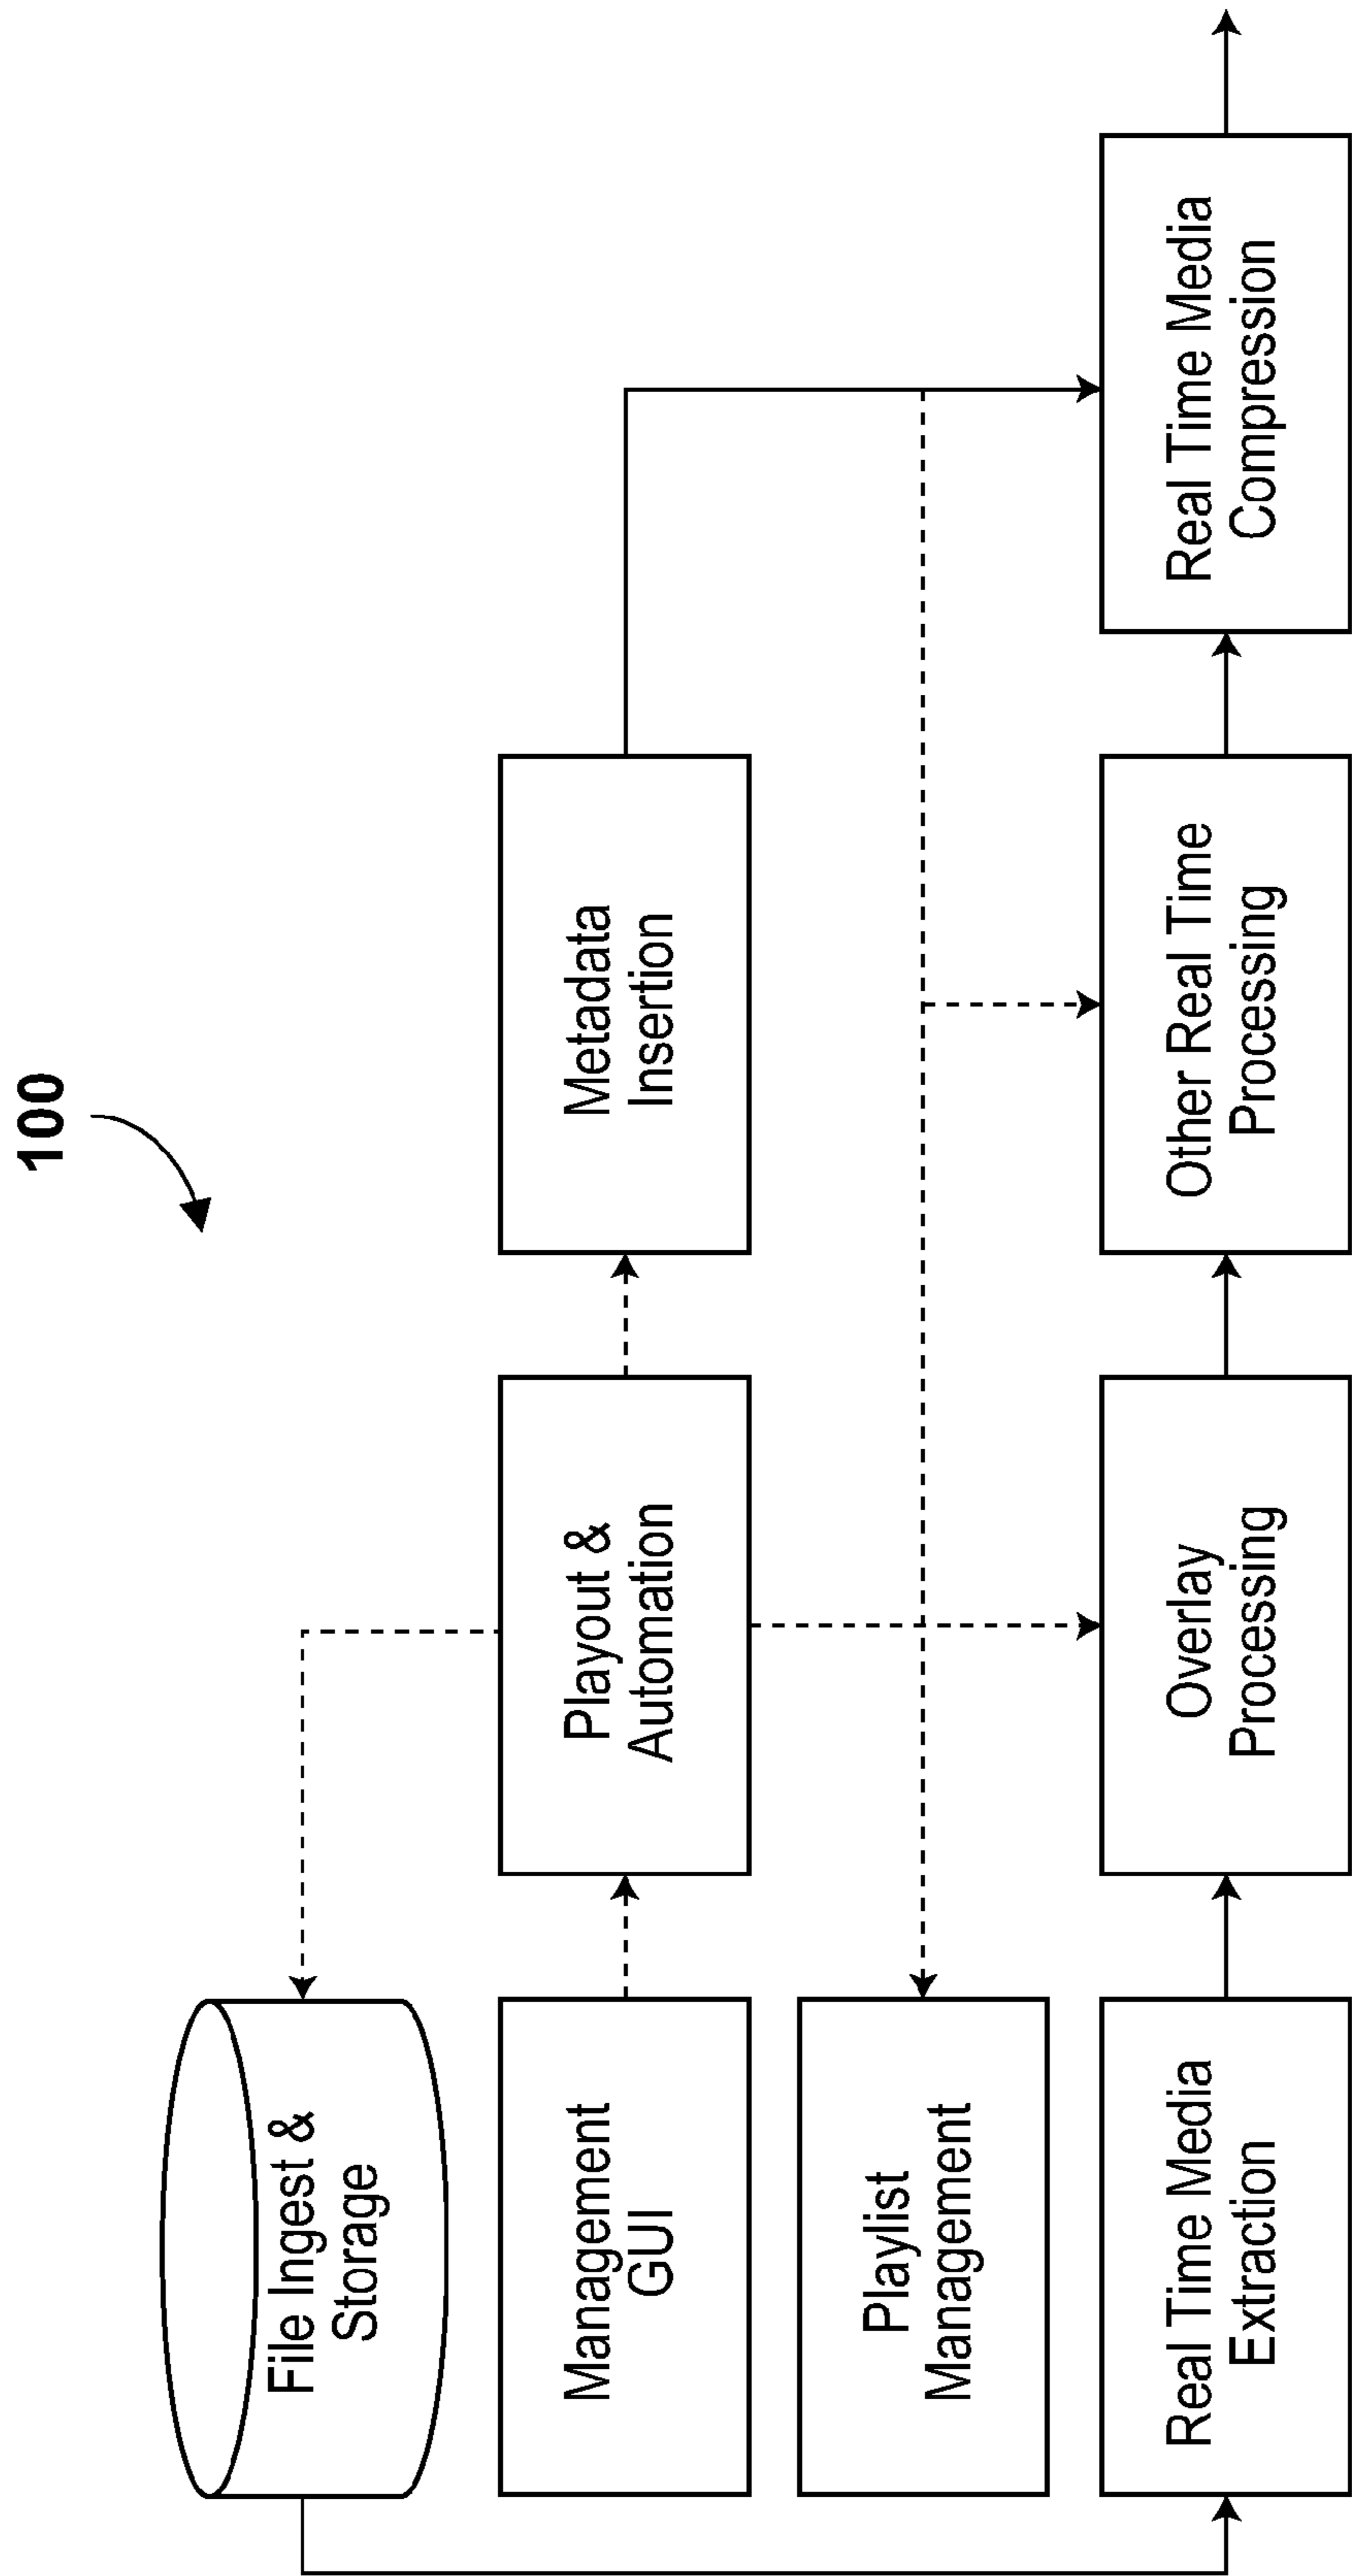 100
File Ingest &
Storage
Management
GUI
Playout &
Automation
Metadata
Insertion
Playlist
Management
Real Time Media
Extraction
Overlay
Processing
Other Real Time
Processing
Real Time Media
Compression